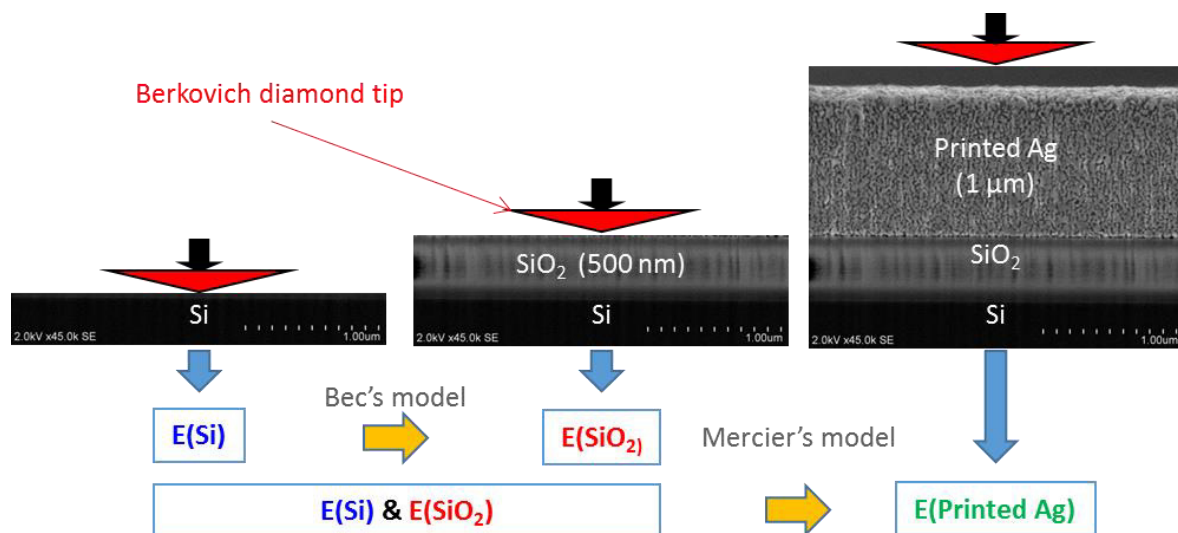 Berkovich diamond tip
Printed Ag
(1 µm)
SiO₂ (500 nm)
SiO₂
Si
Si
Si
2.0kV x45.0k SE
1.00um
2.0kV x45.0k SE
1.00um
2.0kV x45.0k SE
1.00um
Bec's model
E(Si)
E(SiO₂)
Mercier's model
E(Si) & E(SiO₂)
E(Printed Ag)